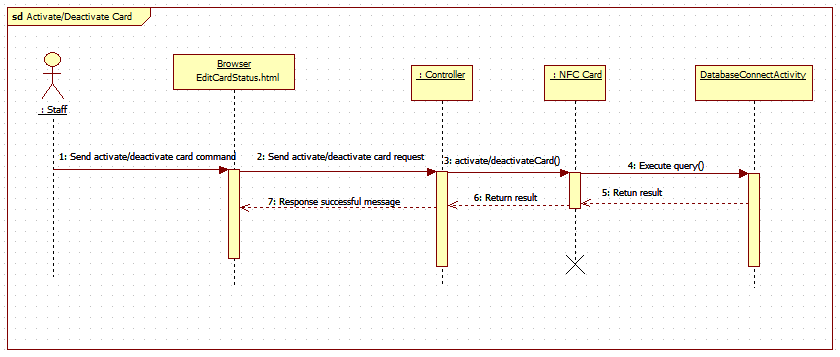 sd Activate/Deactivate Card
Browser
EditCardStatus.html
: Controller
: NFC Card
DatabaseConnectActivity
: Staff
1: Send activate/deactivate card command
2: Send activate/deactivate card request
3: activate/deactivateCard()
4: Execute query()
5: Retun result
6: Return result
7: Response successful message